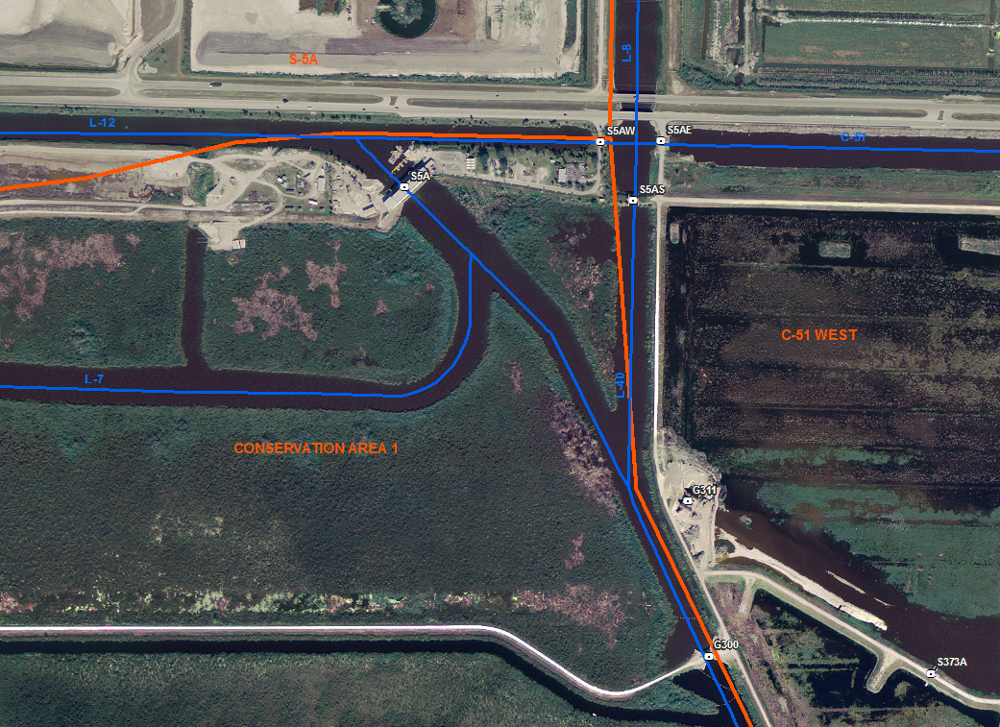 L-8
S-5A
L-12
S5AW
S5AE
C-51
S5A
S5AS
C-51 WEST
L-7
L-40
CONSERVATION AREA 1
G311
G300
S373A